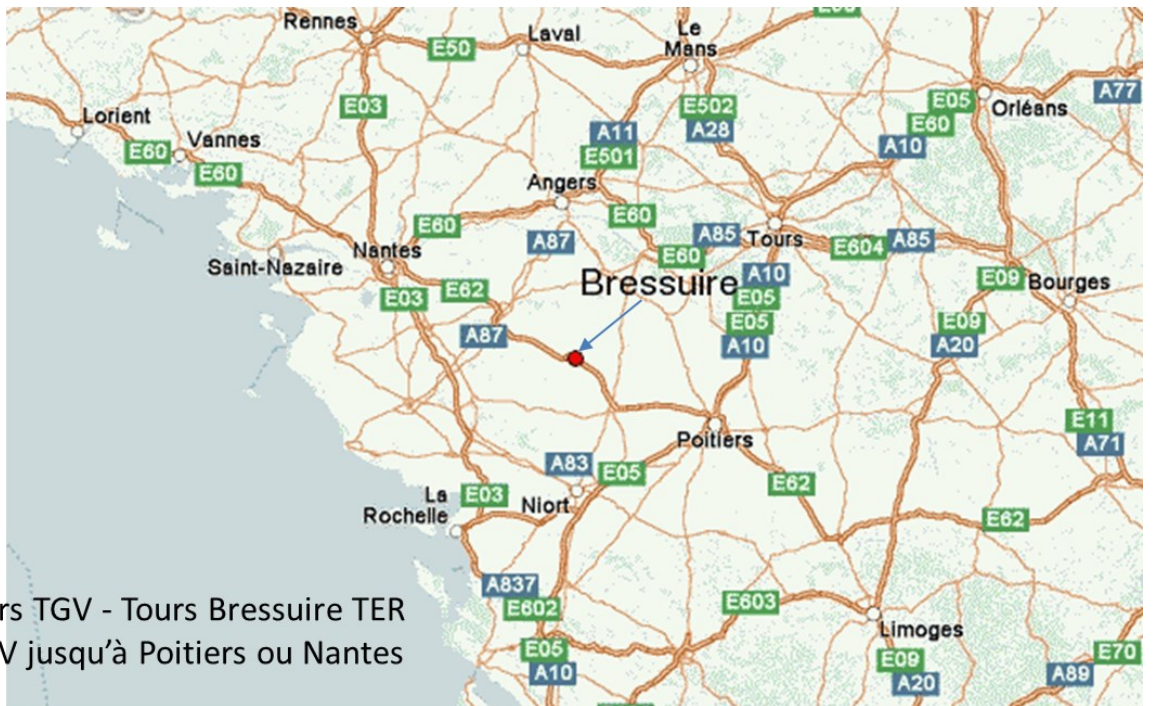 Rennes
E50
Laval
Le
Mans
Lorient
E03
E502
A28
E05
Orléans
A77
E60
Vannes
E60
A11
E501
A10
E60
Angers
E60
E60
A87
E60
A85
Tours
E604
A85
Nantes
Saint-Nazaire
E03
E62
Bressuire
A10
E05
E05
A10
E09
Bourges
E09
A20
A87
Poitiers
E11
A71
A83
E05
E62
La
Rochelle
E03
Niort
E62
A837
E602
E603
rs TGV - Tours Bressuire TER
V jusqu'à Poitiers ou Nantes
Limoges
E05
A10
E09
A20
A89
E70